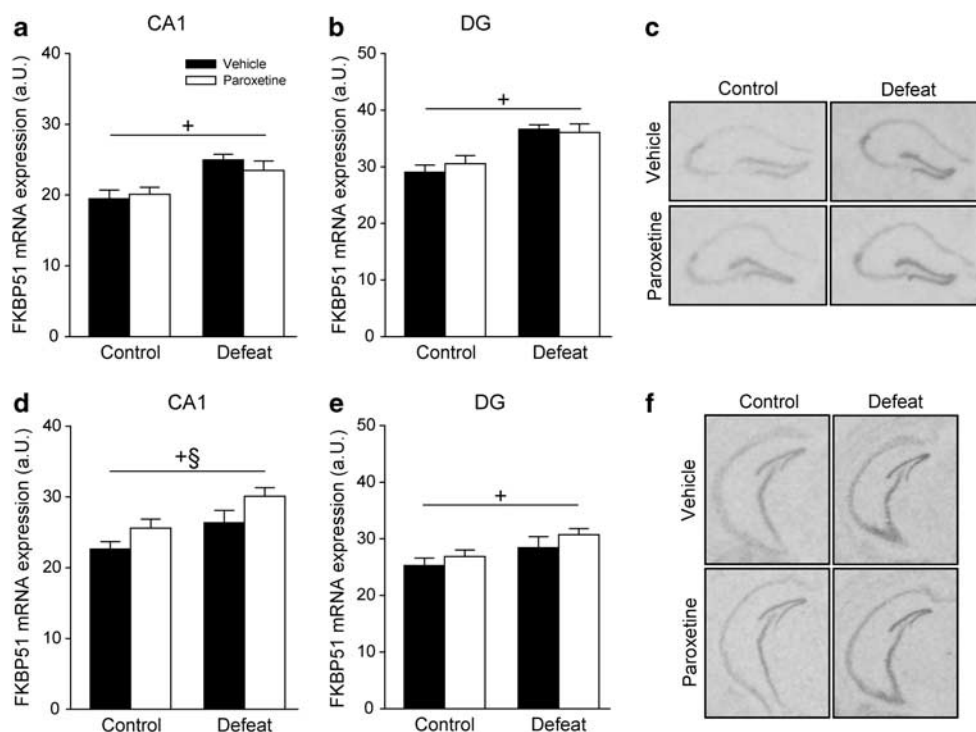 a
CA1
FKBP51 mRNA expression (a.U.)
40
30
20
10
0
Vehicle
Paroxetine
+
Control
Defeat
b
DG
FKBP51 mRNA expression (a.U.)
50
40
30
20
10
0
+
Control
Defeat
c
Control
Defeat
Vehicle
Paroxetine
d
CA1
FKBP51 mRNA expression (a.U.)
40
30
20
10
0
+§
Control
Defeat
e
DG
FKBP51 mRNA expression (a.U.)
50
40
30
20
10
0
+
Control
Defeat
f
Control
Defeat
Vehicle
Paroxetine